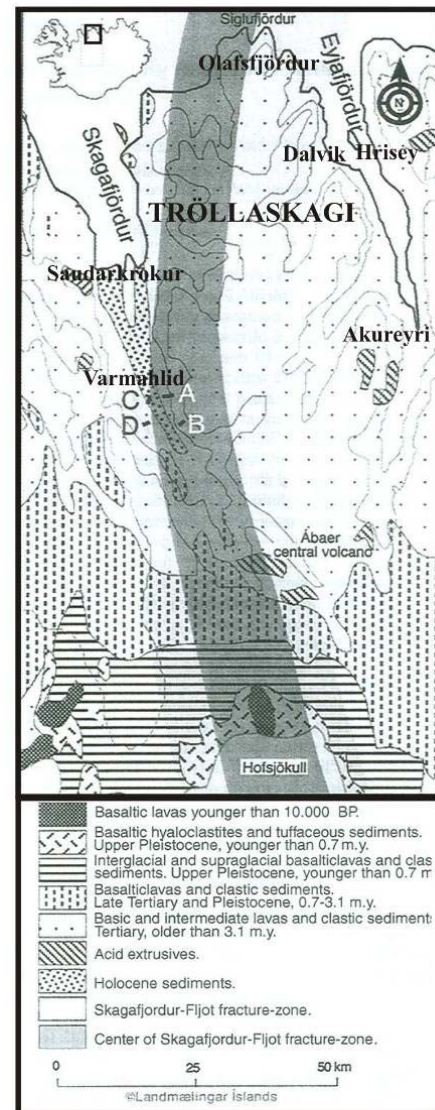 Siglufjördur
Olafsfjördur
Eyjafjördur
N
Skagafjördur
Dalvik Hrisey
TRÖLLASKAGI
Saudarkrokur
Akureyri
Varmahlid
A
C
B
D
Ábaer
central volcano
Hofsjökull
Basaltic lavas younger than 10.000 BP.
Basaltic hyaloclastites and tuffaceous sediments.
Upper Pleistocene, younger than 0.7 m.y.
Interglacial and supraglacial basalticlavas and clas
sediments. Upper Pleistocene, younger than 0.7 m
Basalticlavas and clastic sediments.
Late Tertiary and Pleistocene, 0.7-3.1 m.y.
Basic and intermediate lavas and clastic sediments
Tertiary, older than 3.1 m.y.
Acid extrusives.
Holocene sediments.
Skagafjordur-Fljot fracture-zone.
Center of Skagafjordur-Fljot fracture-zone.
0 25 50 km
©Landmælingar Íslands